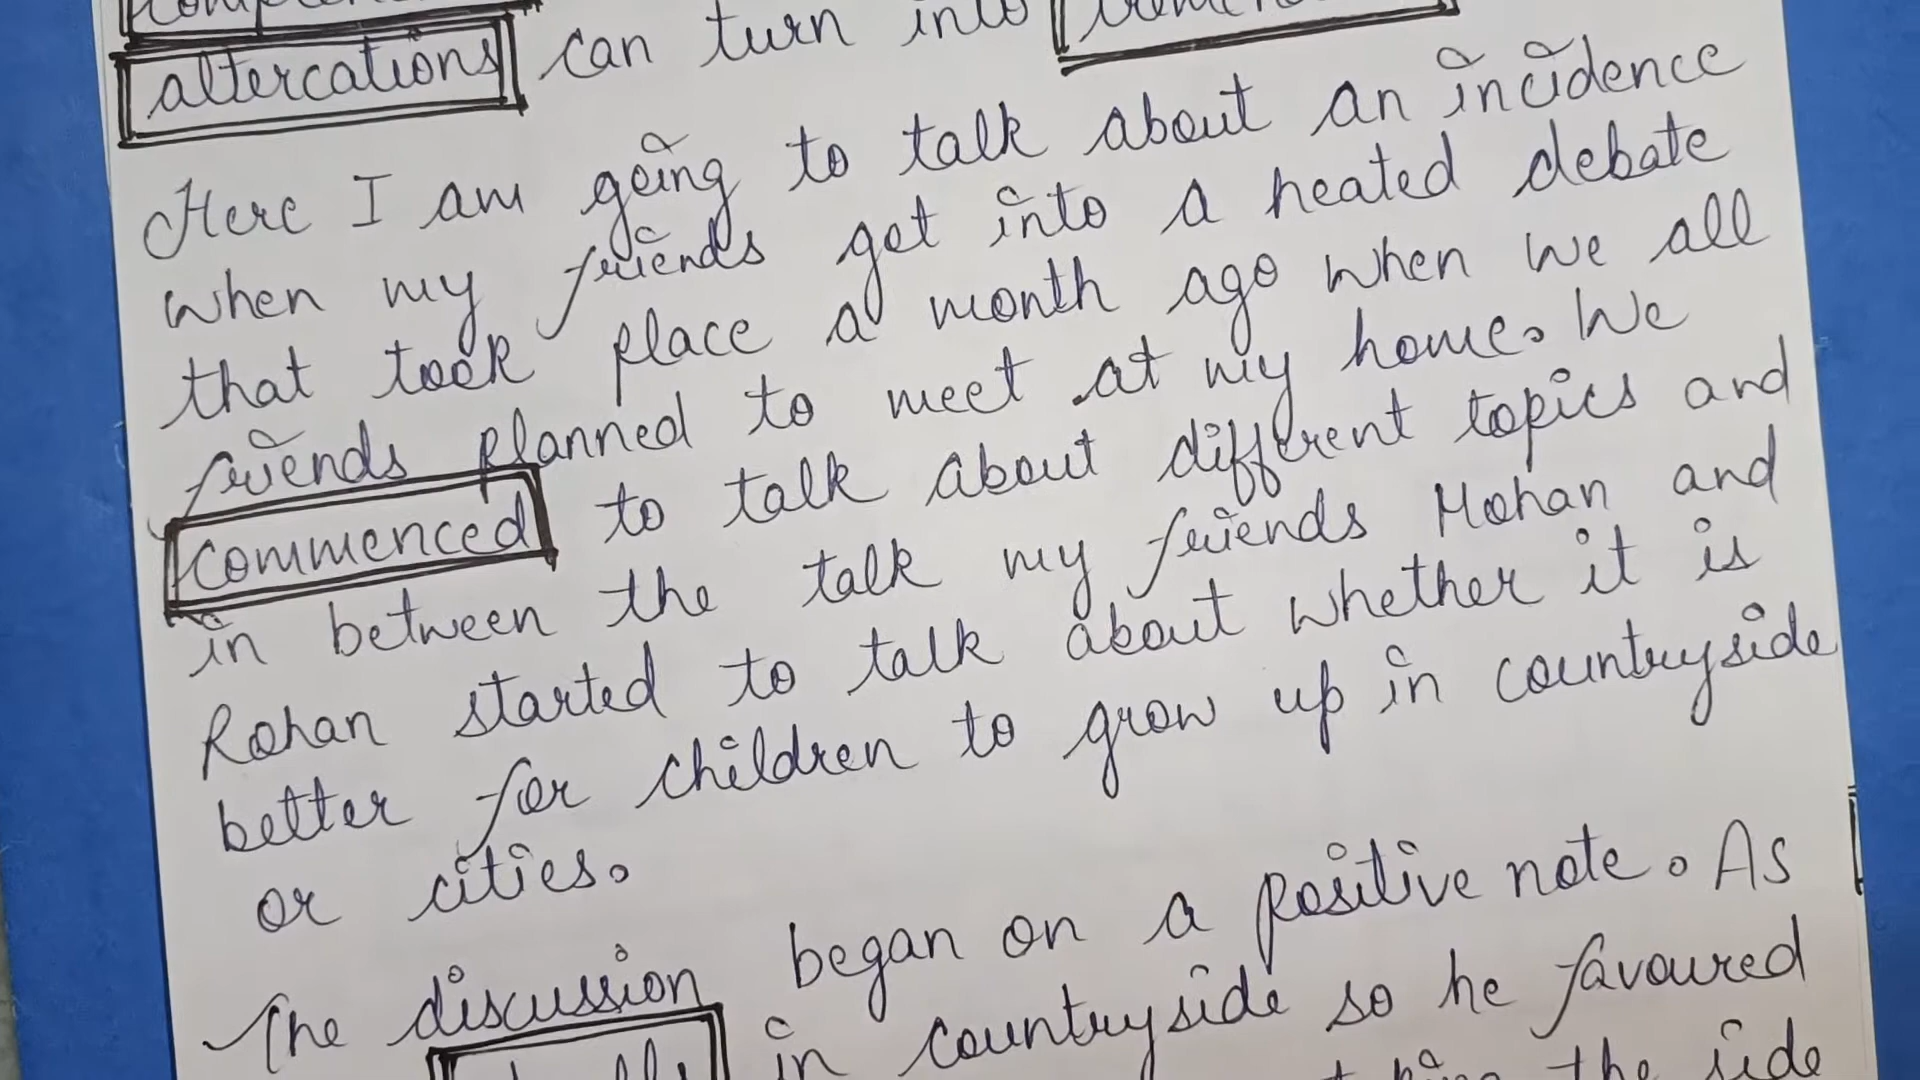 altercations can turn into
Here I am going to talk about an incidence
when my friends get into a heated debate
that took place a month ago when we all
friends planned to meet at my home. We
commenced to talk about different topics and
in between the talk my friends Mohan and
Rohan started to talk about whether it is
better for children to grow up in countryside
or cities.
The discussion began on a positive note. As
in countryside so he favoured
the side